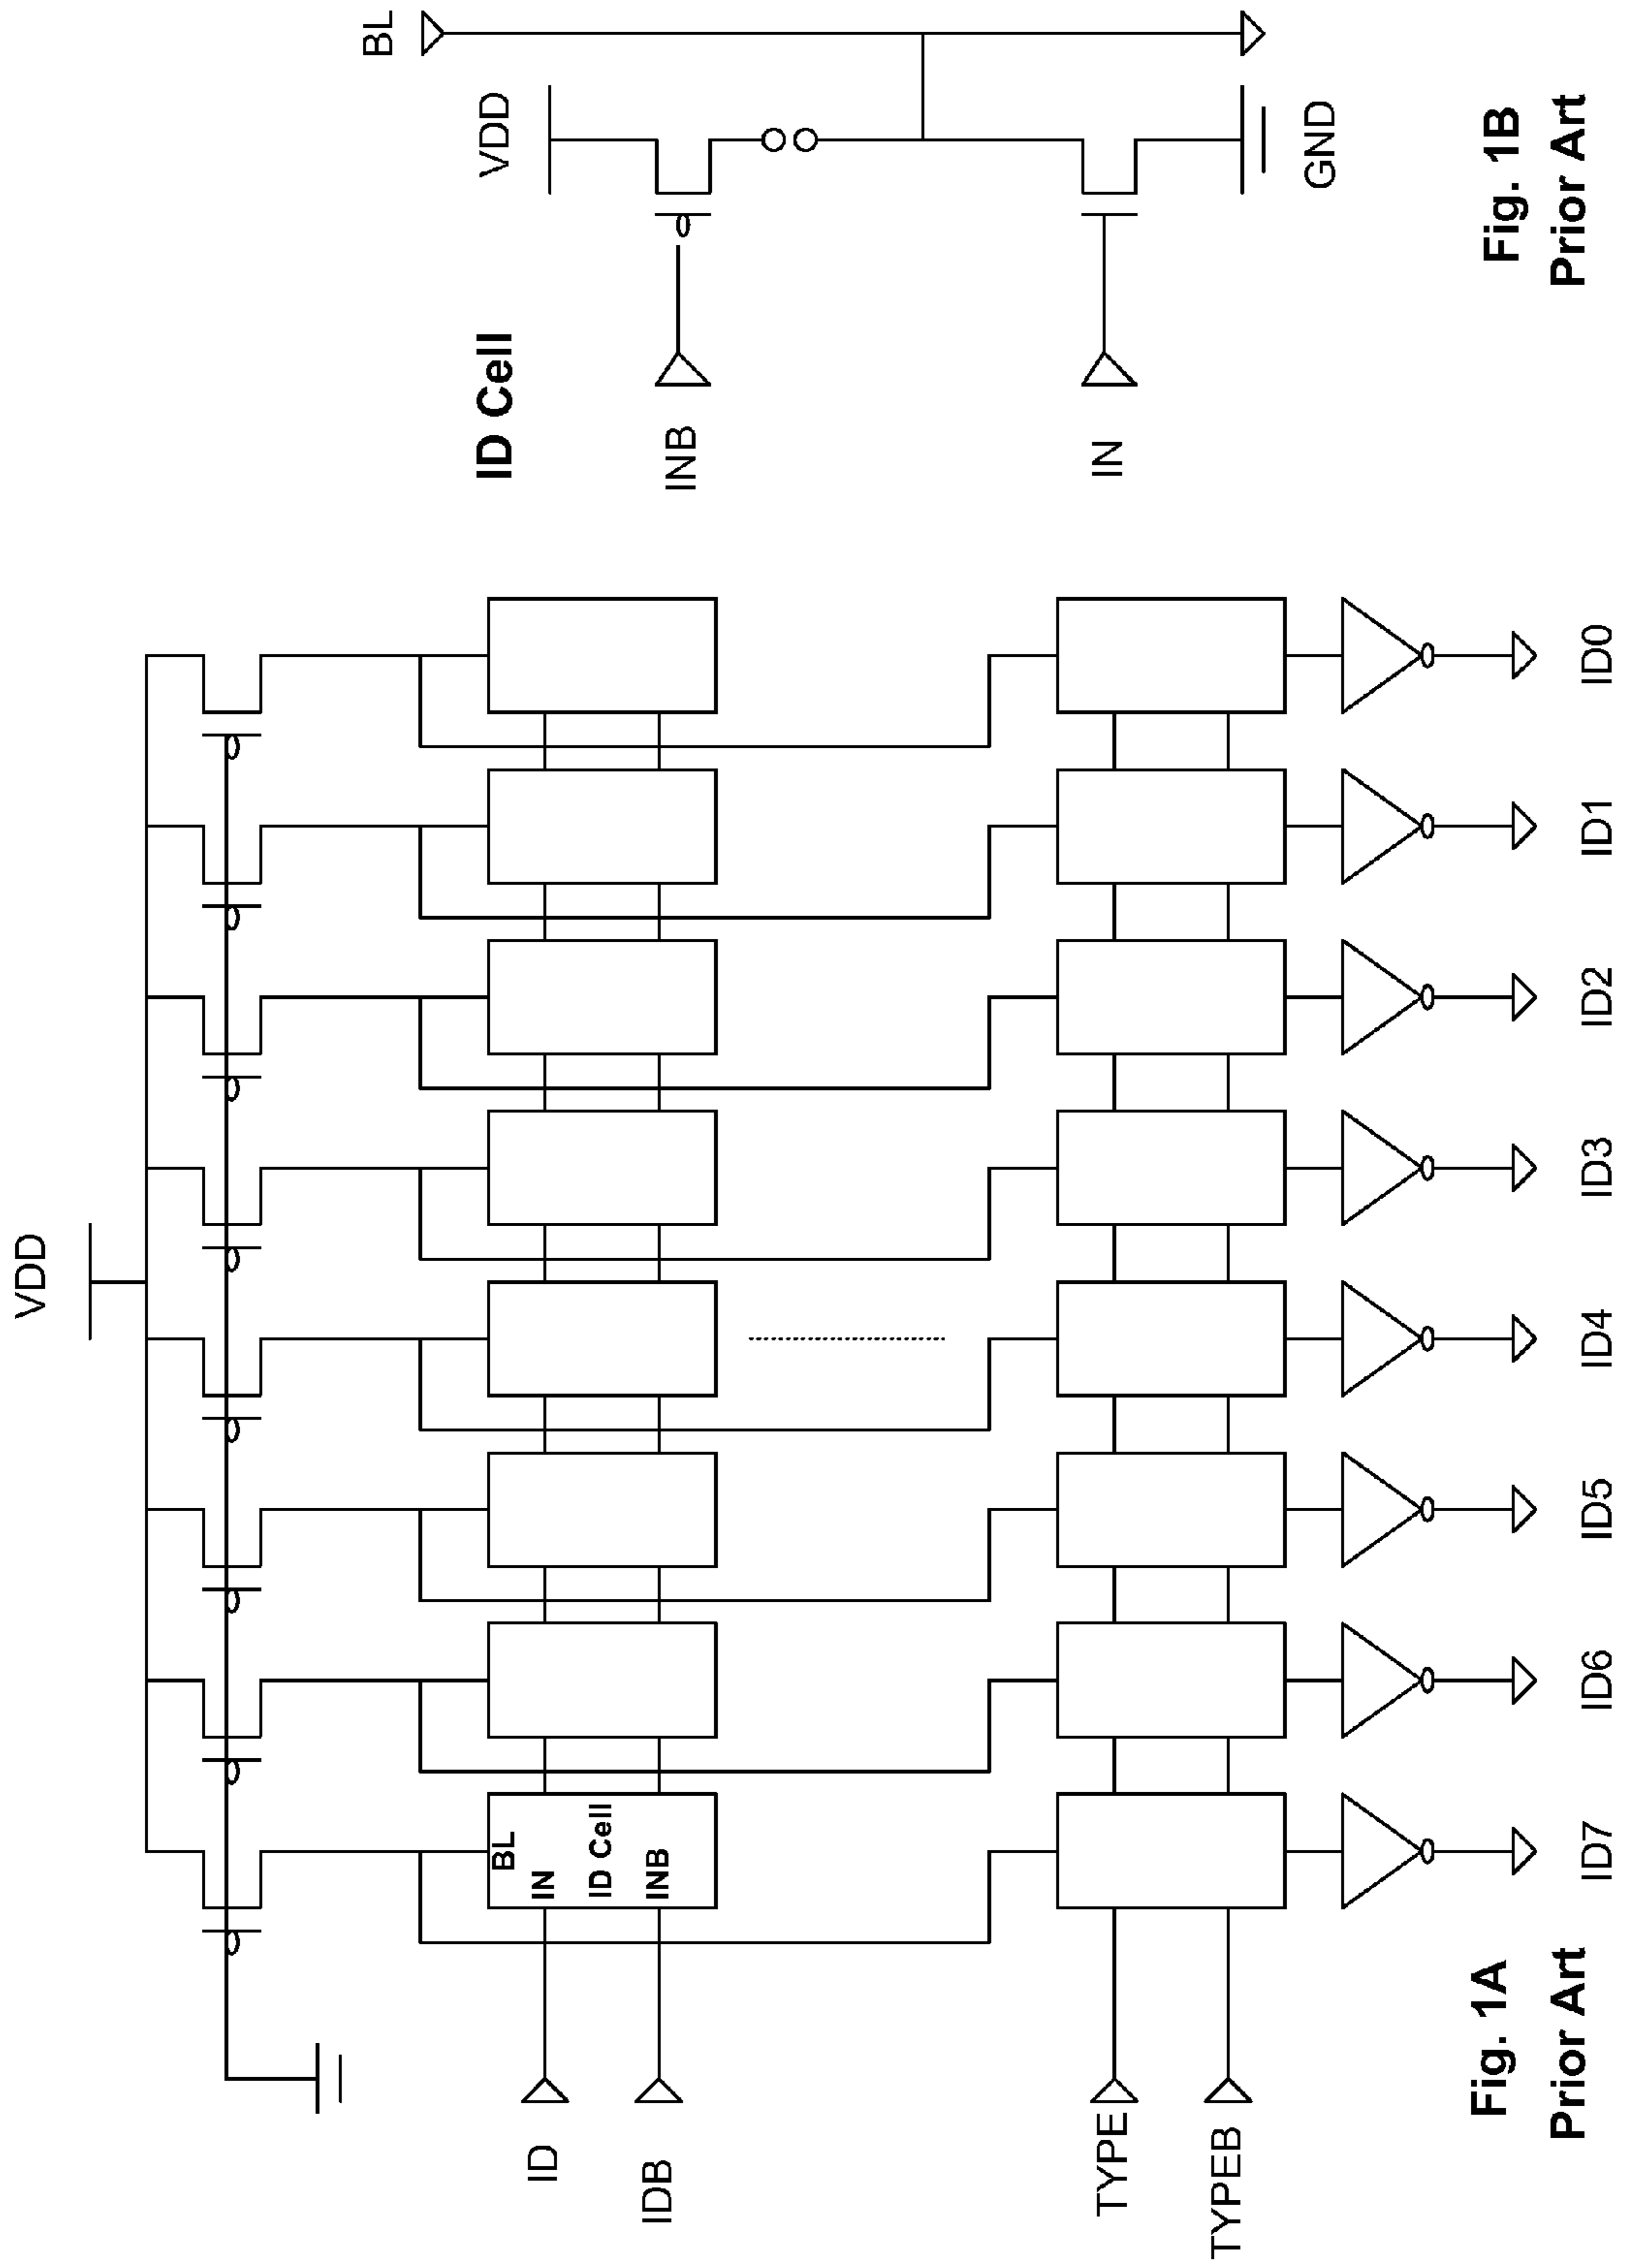 VDD
BL
IN
ID Cell
INB
ID
IDB
TYPE
TYPEB
ID7
ID6
ID5
ID4
ID3
ID2
ID1
ID0
Fig. 1A
Prior Art
ID Cell
BL
VDD
INB
IN
GND
Fig. 1B
Prior Art